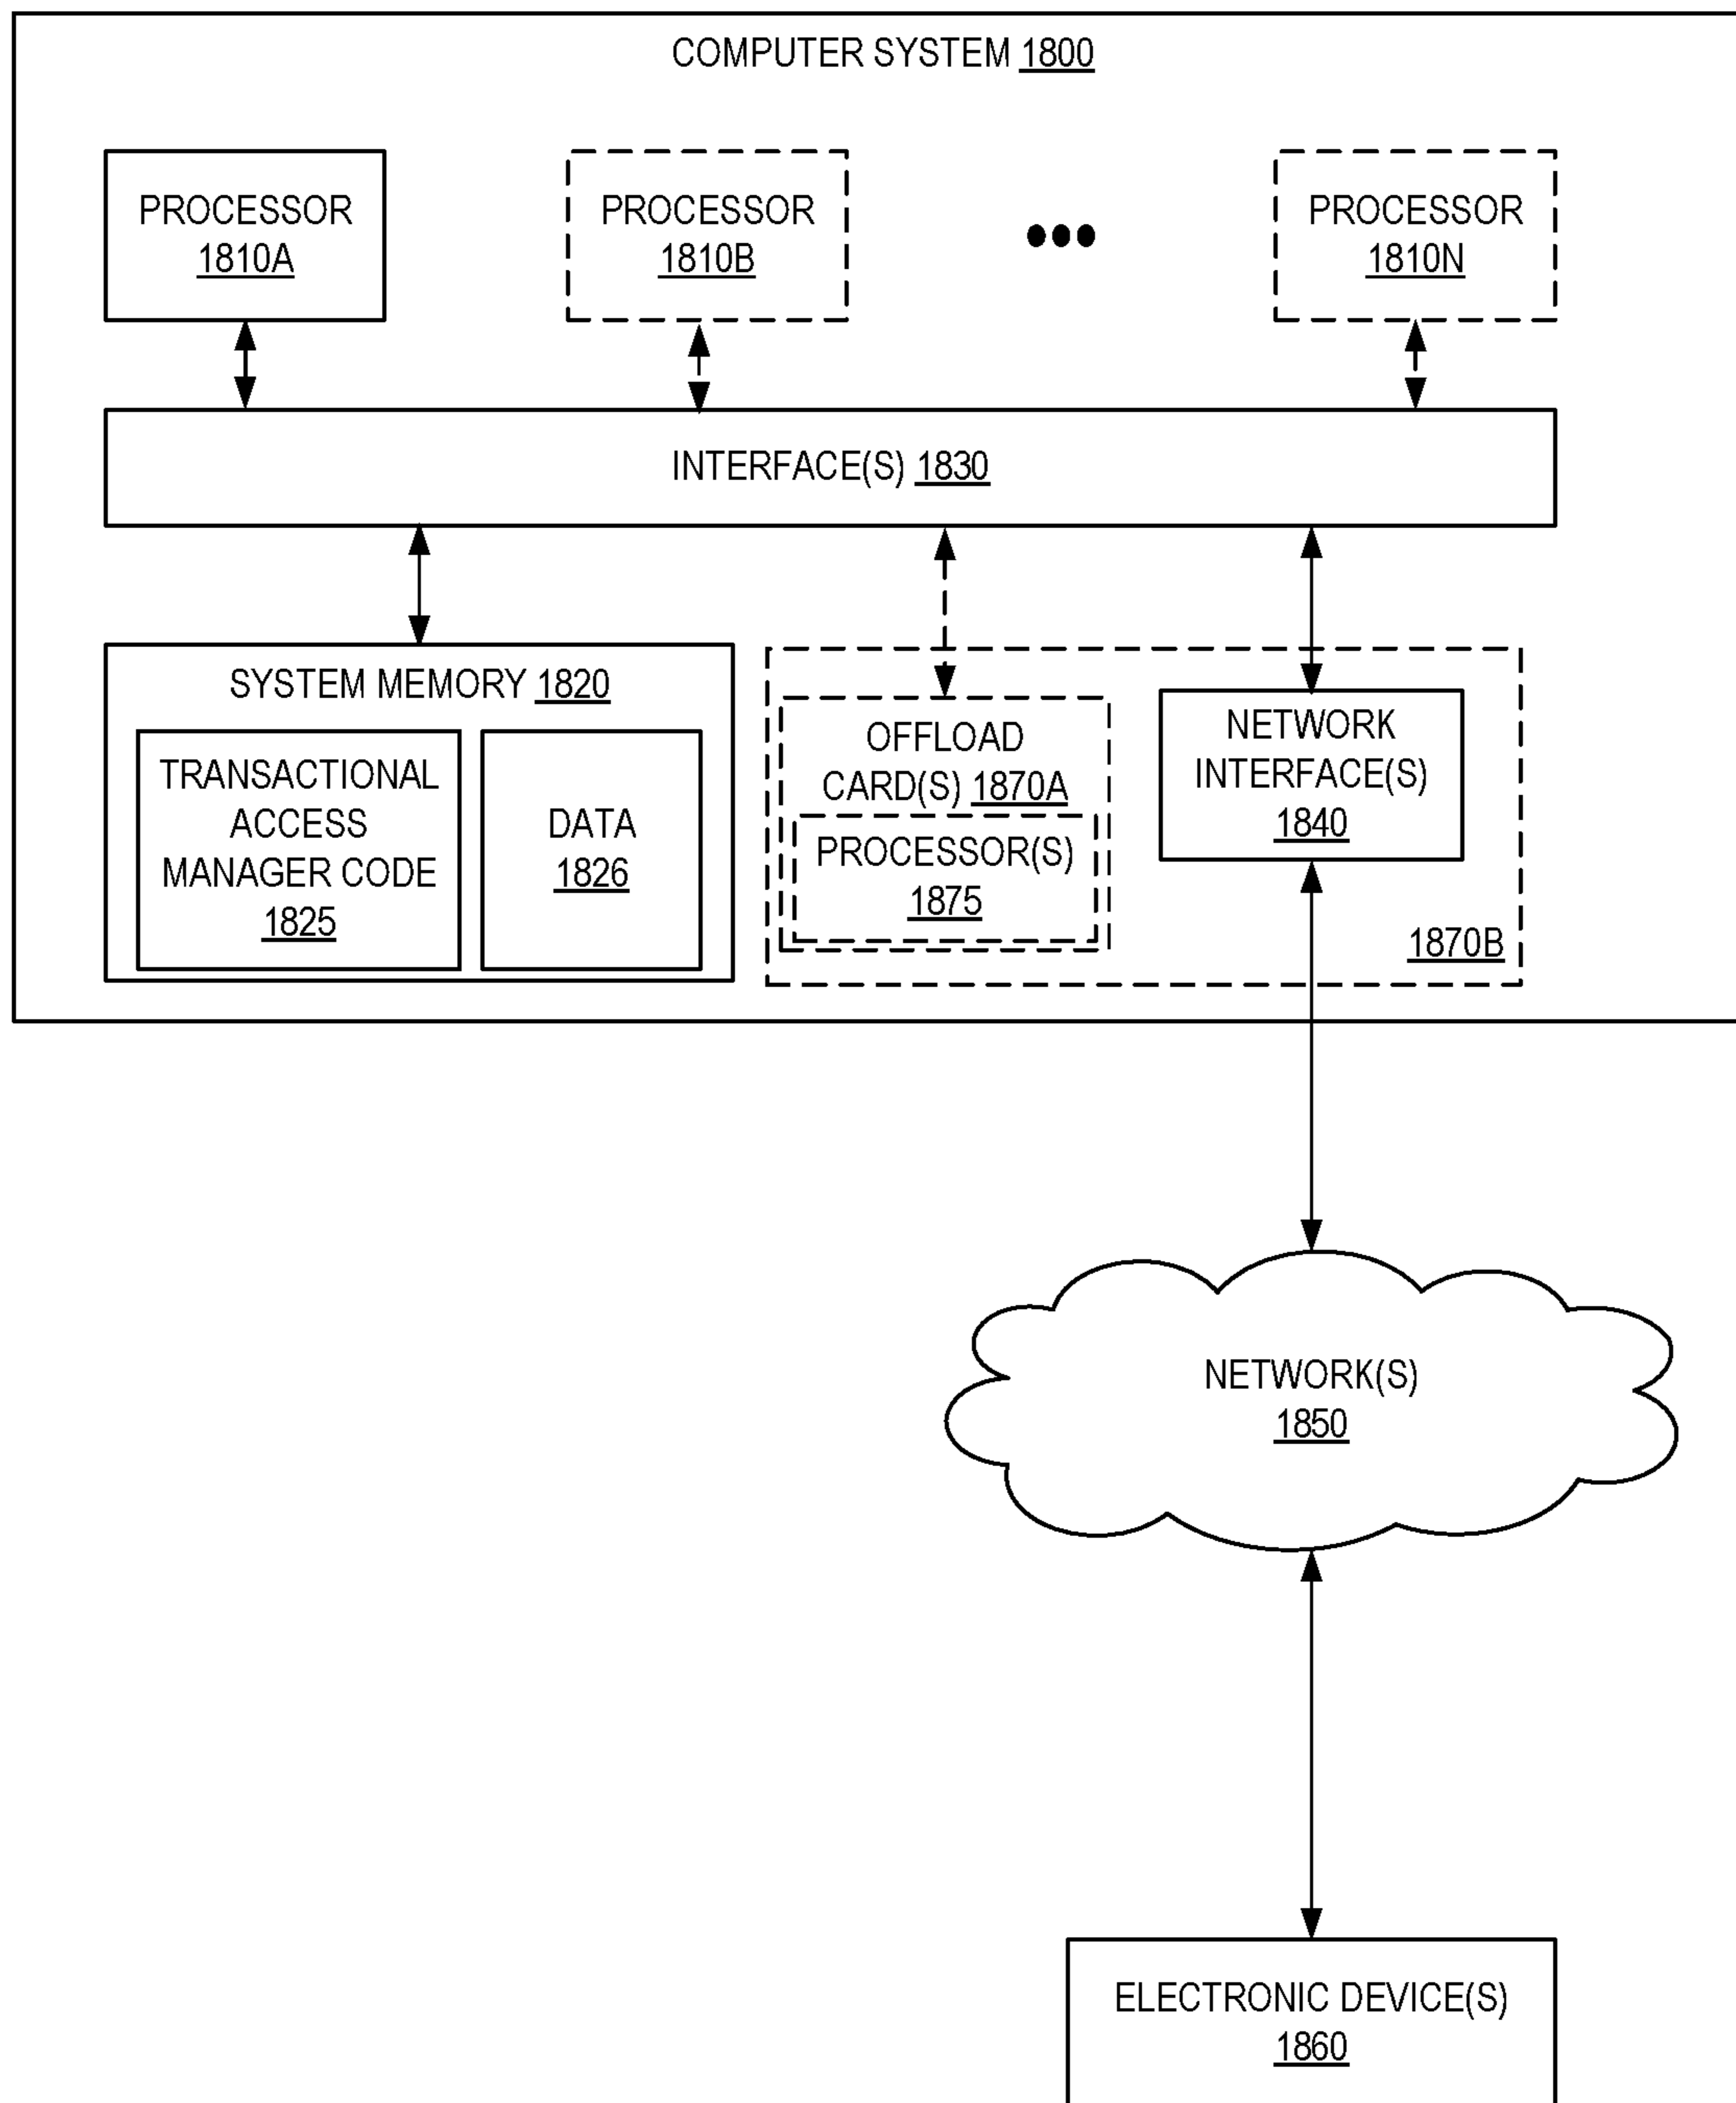 COMPUTER SYSTEM 1800
PROCESSOR
1810A
PROCESSOR
1810B
PROCESSOR
1810N
INTERFACE(S) 1830
SYSTEM MEMORY 1820
TRANSACTIONAL
ACCESS
MANAGER CODE
1825
DATA
1826
OFFLOAD
CARD(S) 1870A
PROCESSOR(S)
1875
NETWORK
INTERFACE(S)
1840
1870B
NETWORK(S)
1850
ELECTRONIC DEVICE(S)
1860